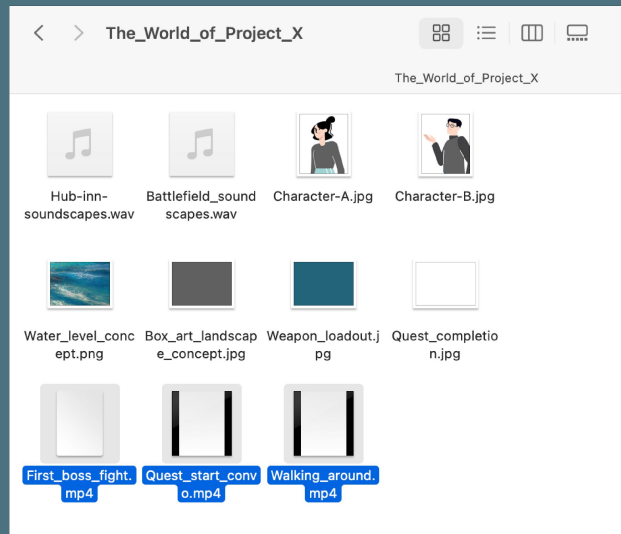 The_World_of_Project_X
The_World_of_Project_X
Hub-inn-
soundscapes.wav
Battlefield_sound
scapes.wav
Character-A.jpg
Character-B.jpg
Water_level_conc
ept.png
Box_art_landscap
e_concept.jpg
Weapon_loadout.j
pg
Quest_completio
n.jpg
First_boss_fight.
mp4
Quest_start_conv
o.mp4
Walking_around.
mp4